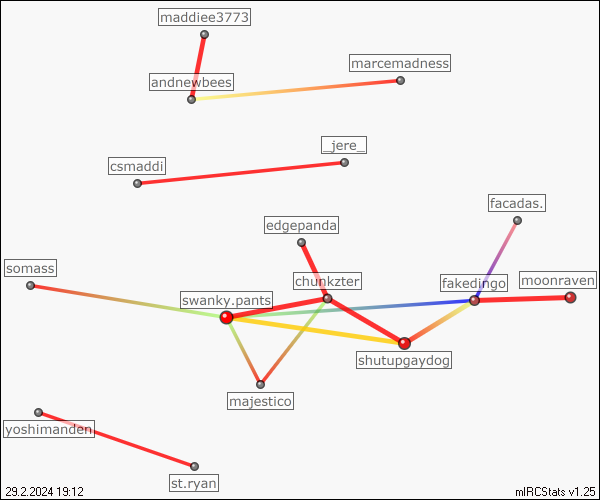 maddiee3773
marcemadness
andnewbees
_jere_
csmaddi
facadas.
edgepanda
somass
chunkzter
fakedingo
moonraven
swanky.pants
shutupgaydog
majestico
yoshimanden
st.ryan
29.2.2024 19:12
mIRCStats v1.25